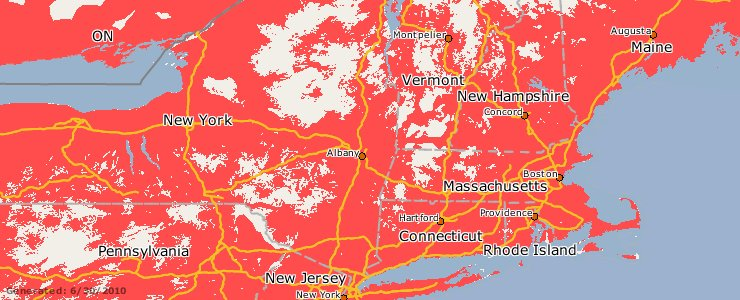 ON
Montpelier
Augusta
Maine
Vermont
New Hampshire
Concord
New York
Albany
Boston
Massachusetts
Hartford
Providence
Connecticut
Rhode Island
Pennsylvania
New Jersey
Generated: 6/30/2010
New York